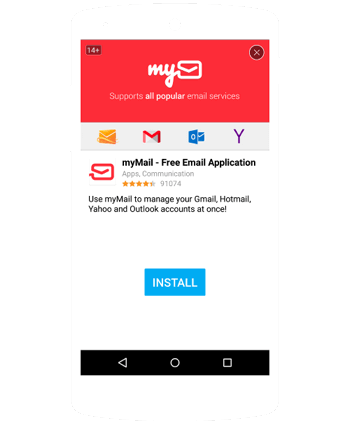 14+
my
Supports all popular email services
myMail - Free Email Application
Apps, Communication
91074
Use myMail to manage your Gmail, Hotmail,
Yahoo and Outlook accounts at once!
INSTALL